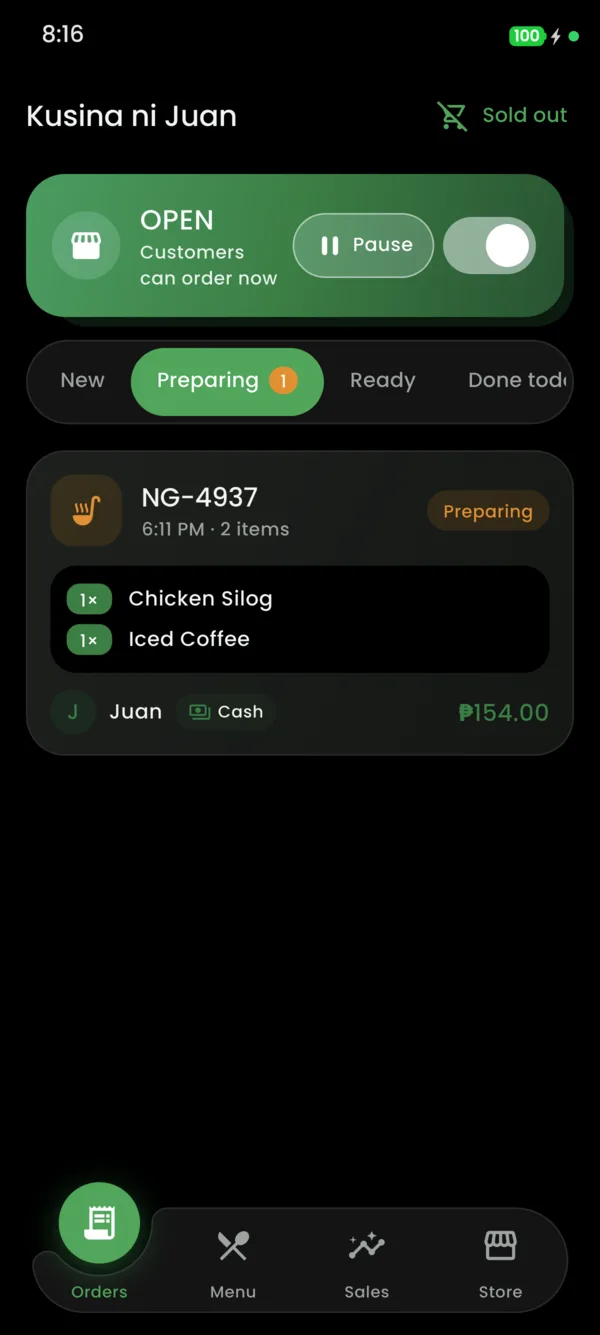 8:16
100
Kusina ni Juan
Sold out
OPEN
Customers
can order now
Pause
New
Preparing 1
Ready
Done tod
NG-4937
6:11 PM · 2 items
Preparing
1× Chicken Silog
1× Iced Coffee
J Juan
Cash
₱154.00
Orders
Menu
Sales
Store